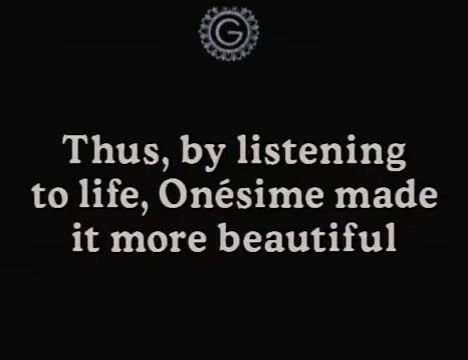 G
Thus, by listening
to life, Onésime made
it more beautiful